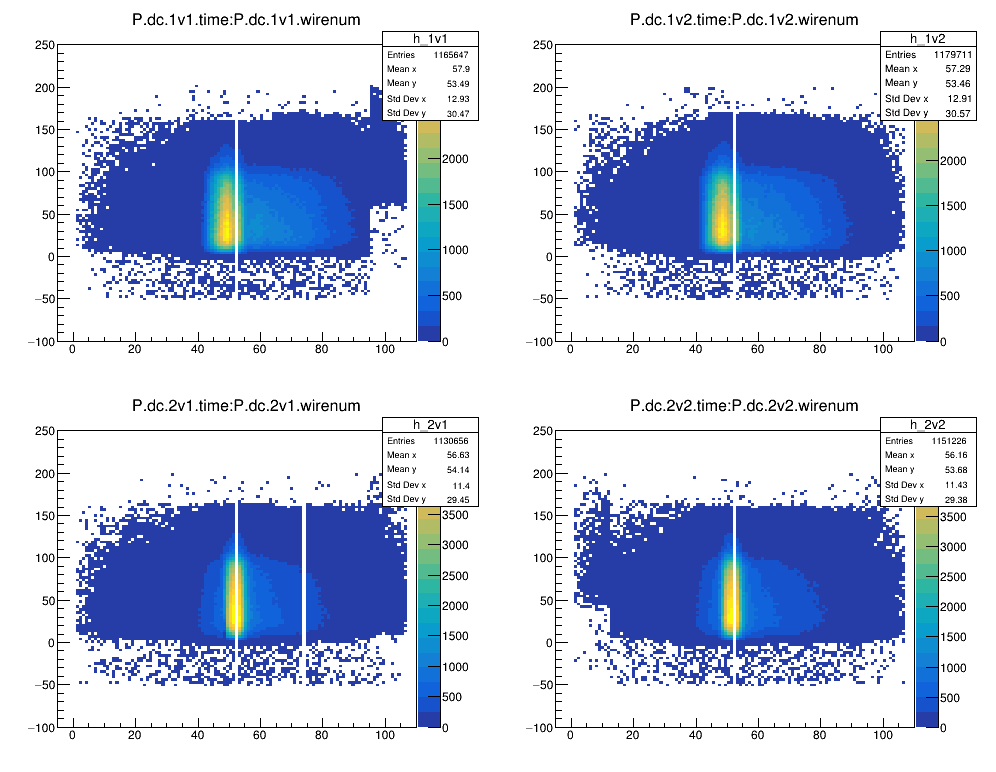 P.dc.1v1.time:P.dc.1v1.wirenum
h_1v1
Entries 1165647
Mean x 57.9
Mean y 53.49
Std Dev x 12.93
Std Dev y 30.47
250
200
150
100
50
0
−50
−100
0 20 40 60 80 100
2000
1500
1000
500
0
P.dc.1v2.time:P.dc.1v2.wirenum
h_1v2
Entries 1179711
Mean x 57.29
Mean y 53.46
Std Dev x 12.91
Std Dev y 30.57
250
200
150
100
50
0
−50
−100
0 20 40 60 80 100
2000
1500
1000
500
0
P.dc.2v1.time:P.dc.2v1.wirenum
h_2v1
Entries 1130656
Mean x 56.63
Mean y 54.14
Std Dev x 11.4
Std Dev y 29.45
250
200
150
100
50
0
−50
−100
0 20 40 60 80 100
3500
3000
2500
2000
1500
1000
500
0
P.dc.2v2.time:P.dc.2v2.wirenum
h_2v2
Entries 1151226
Mean x 56.16
Mean y 53.68
Std Dev x 11.43
Std Dev y 29.38
250
200
150
100
50
0
−50
−100
0 20 40 60 80 100
3500
3000
2500
2000
1500
1000
500
0